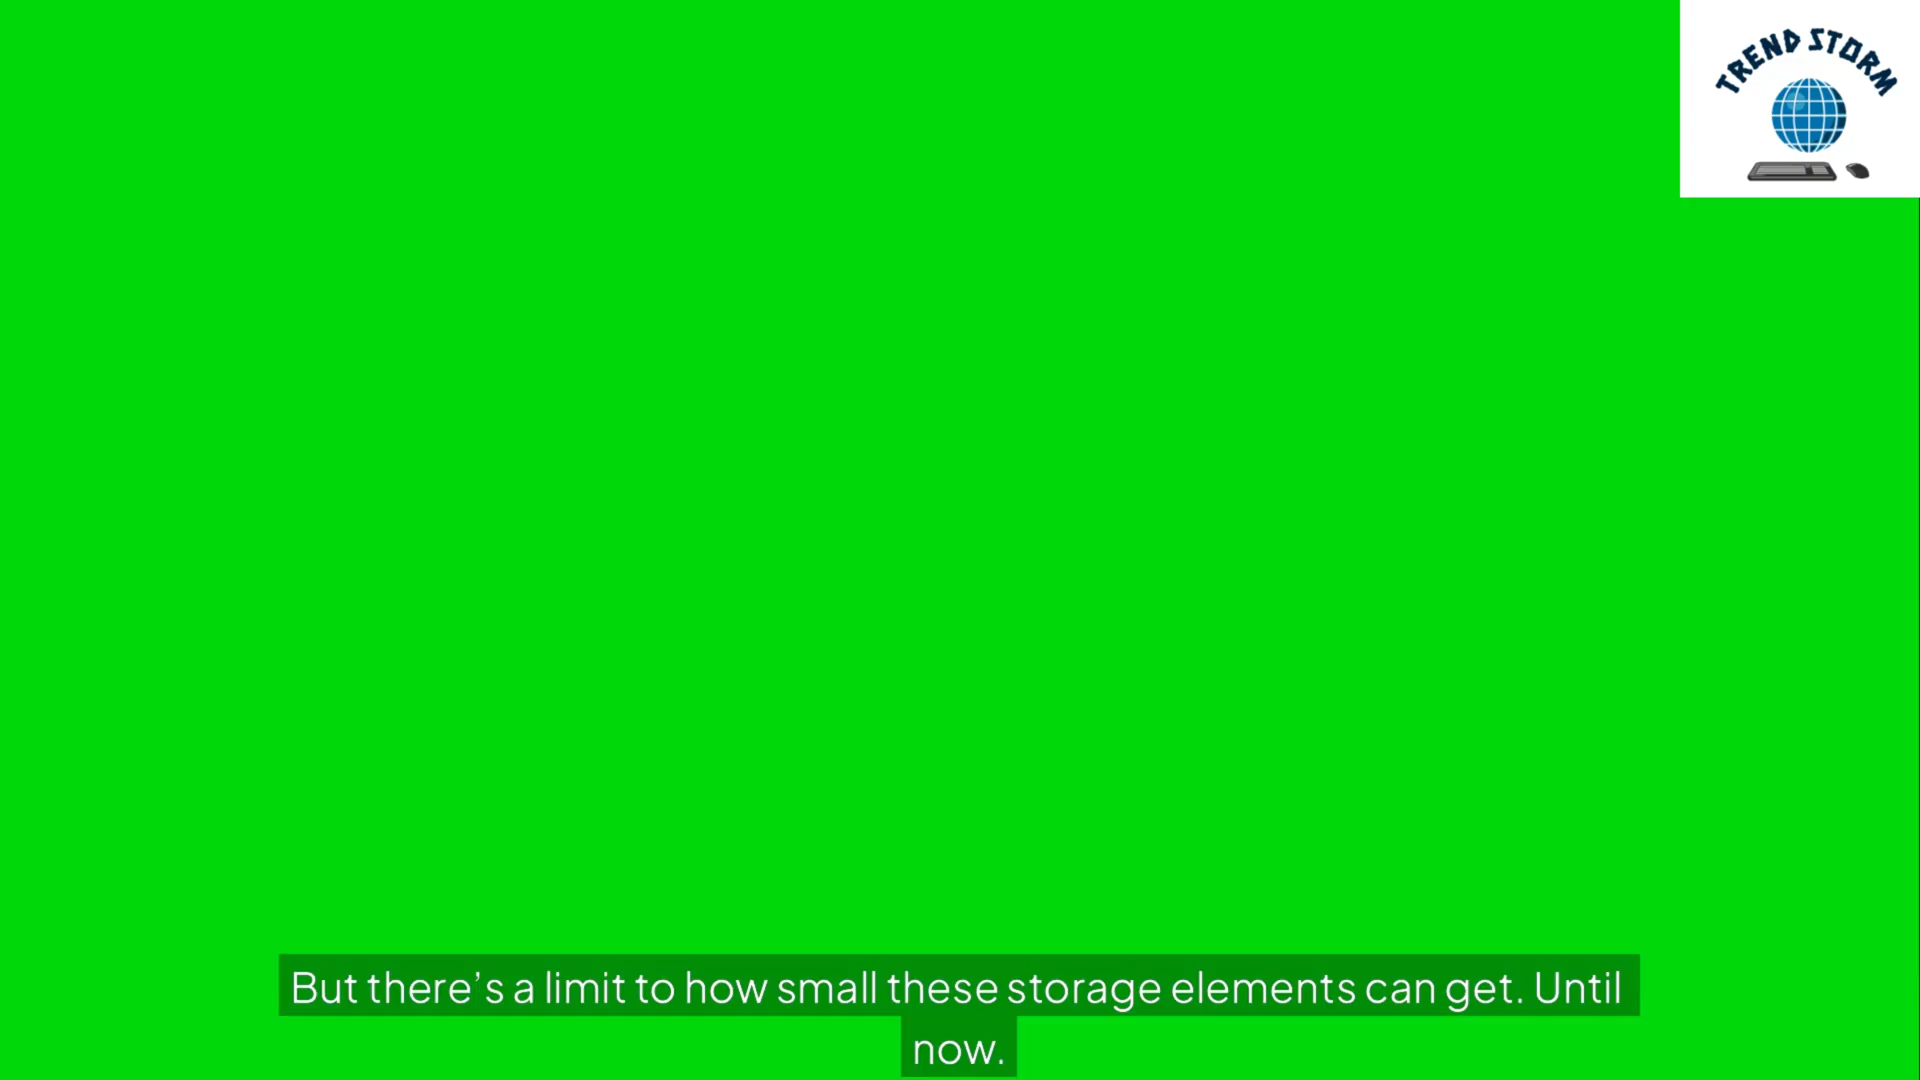 TREND STORM
But there’s a limit to how small these storage elements can get. Until
now.